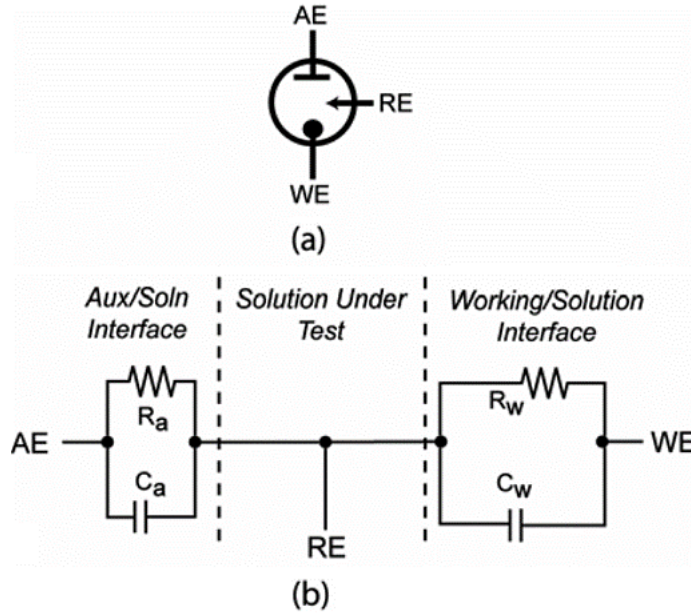 AE
RE
WE
(a)
Aux/Soln
Interface
Solution Under
Test
Working/Solution
Interface
Ra
Rw
AE
WE
Ca
Cw
RE
(b)